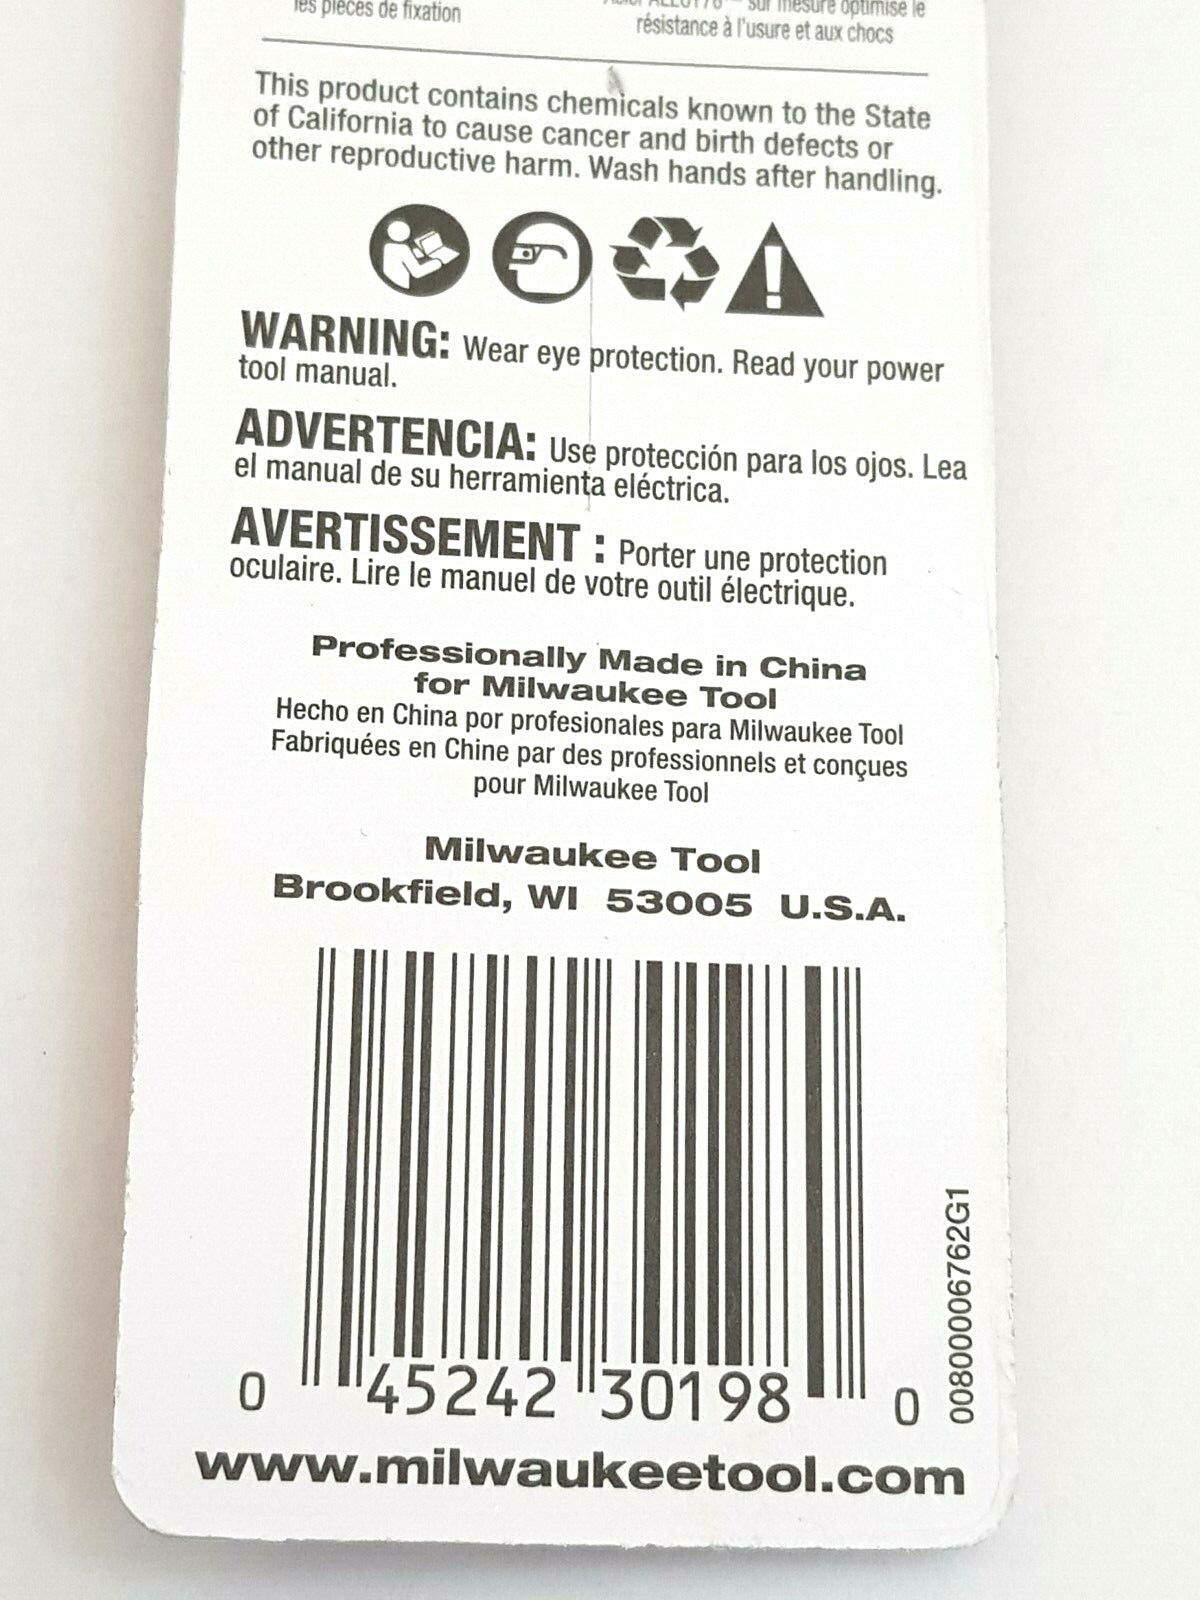 les pièces de fixation
sur mesure optimise le
résistance à l'usure et aux chocs
This product contains chemicals known to the State
of California to cause cancer and birth defects or
other reproductive harm. Wash hands after handling.
WARNING: Wear eye protection. Read your power
tool manual.
ADVERTENCIA: Use protección para los ojos. Lea
el manual de su herramienta eléctrica.
AVERTISSEMENT : Porter une protection
oculaire. Lire le manuel de votre outil électrique.
Professionally Made in China
for Milwaukee Tool
Hecho en China por profesionales para Milwaukee Tool
Fabriquées en Chine par des professionnels et conçues
pour Milwaukee Tool
Milwaukee Tool
Brookfield, WI 53005 U.S.A.
0 45242 30198 0
008000006762G1
www.milwaukeetool.com